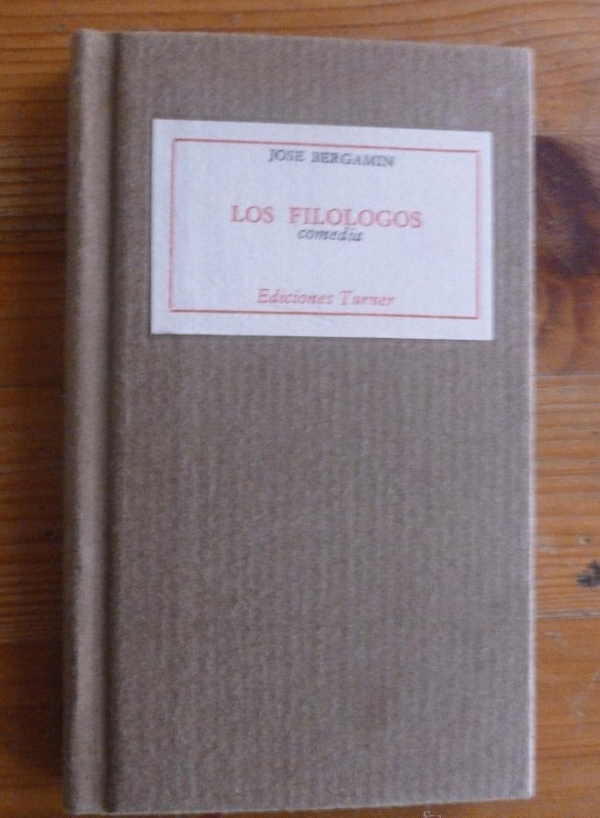 JOSE BERGAMIN
LOS FILOLOGOS
comedia
Ediciones Turner